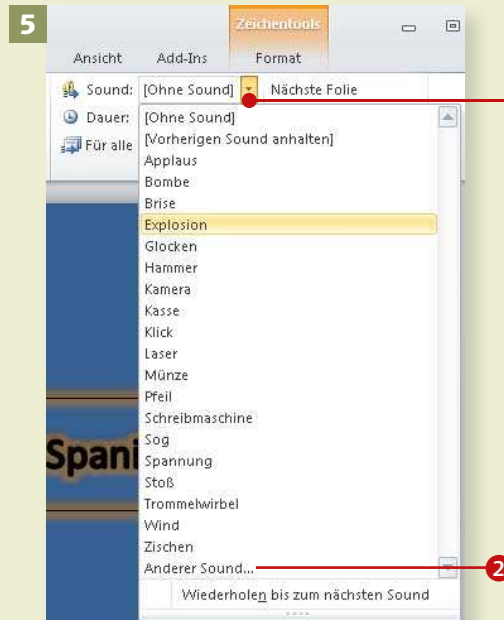 5
Zeichentools
Ansicht Add-Ins Format
Sound: [Ohne Sound] Nächste Folie
Dauer: [Ohne Sound]
[Vorherigen Sound anhalten]
Für alle
Applaus
Bombe
Brise
Explosion
Glocken
Hammer
Kamera
Kasse
Klick
Laser
Münze
Pfeil
Schreibmaschine
Sog
Spani
Spannung
Stoß
Trommelwirbel
Wind
Zischen
Anderer Sound... 2
Wiederholen bis zum nächsten Sound